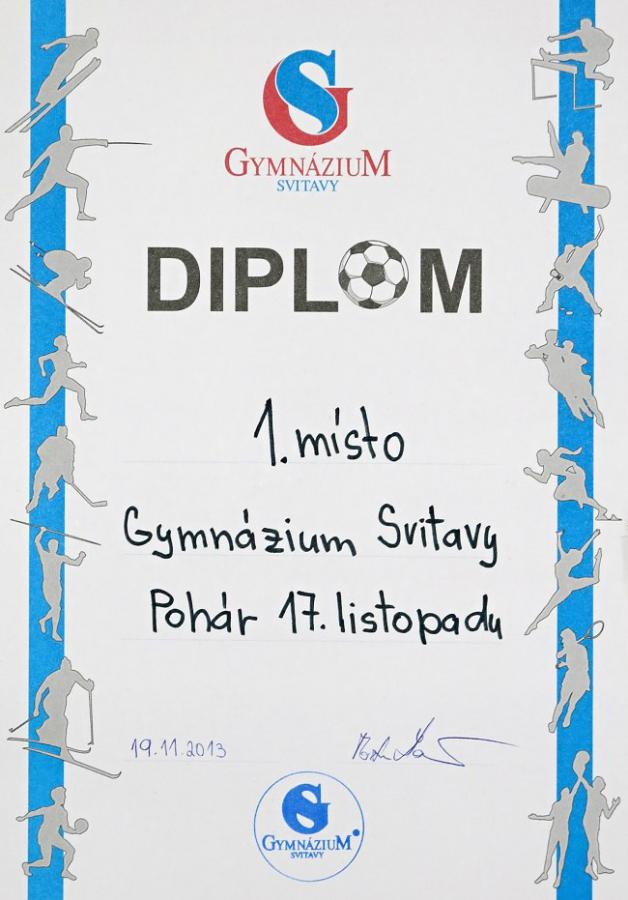 GYMNÁZIUM
SVITAVY
DIPLOM
1. místo
Gymnázium Svitavy
Pohár 17. listopadu
19.11.2013
GYMNÁZIUM
SVITAVY